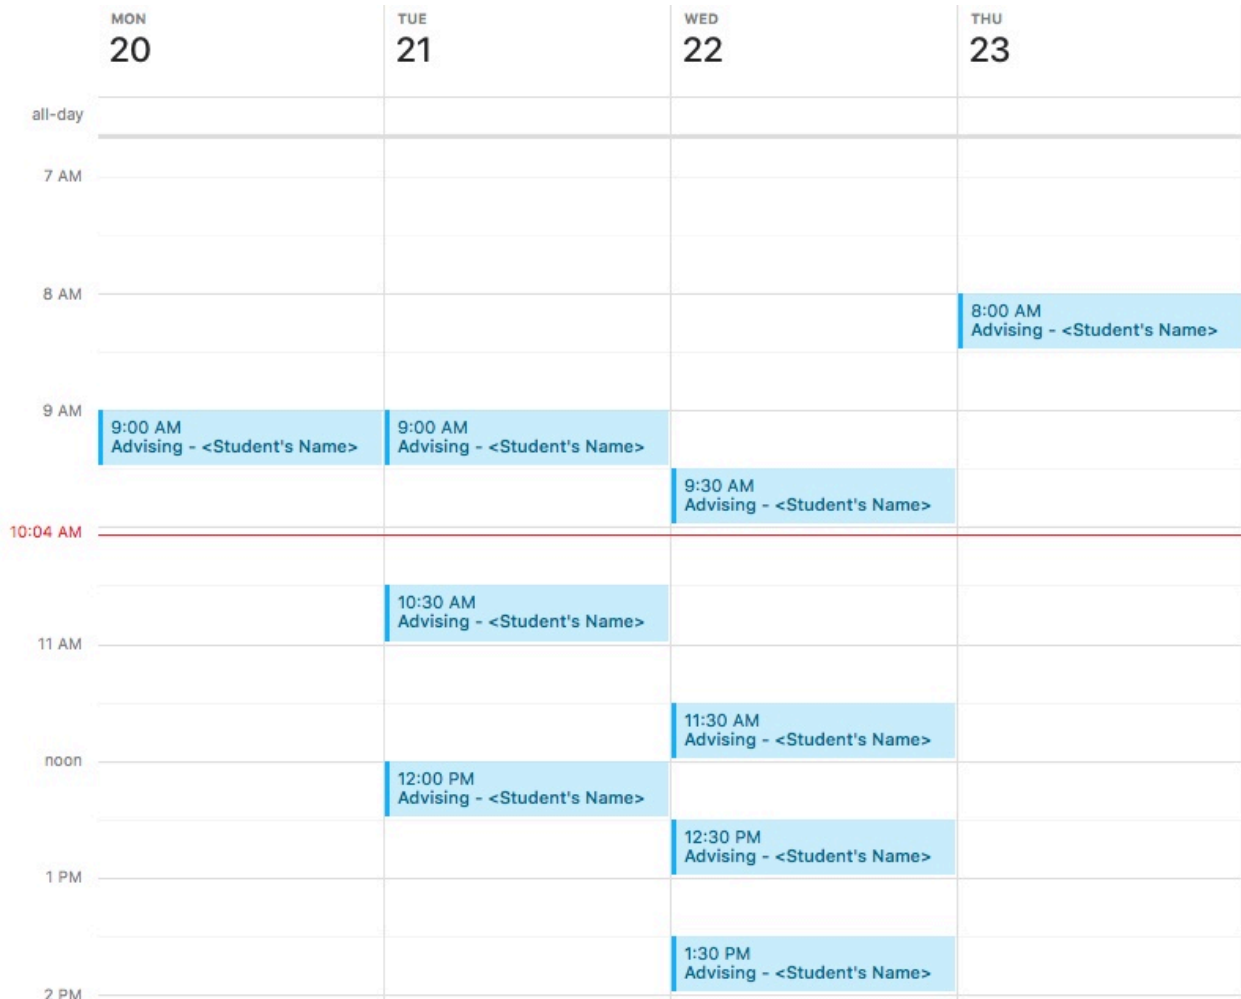 MON
20
TUE
21
WED
22
THU
23
all-day
7 AM
8 AM
8:00 AM
Advising - <Student's Name>
9 AM
9:00 AM
Advising - <Student's Name>
9:00 AM
Advising - <Student's Name>
9:30 AM
Advising - <Student's Name>
10:04 AM
10:30 AM
Advising - <Student's Name>
11 AM
11:30 AM
Advising - <Student's Name>
noon
12:00 PM
Advising - <Student's Name>
12:30 PM
Advising - <Student's Name>
1 PM
1:30 PM
Advising - <Student's Name>
2 PM